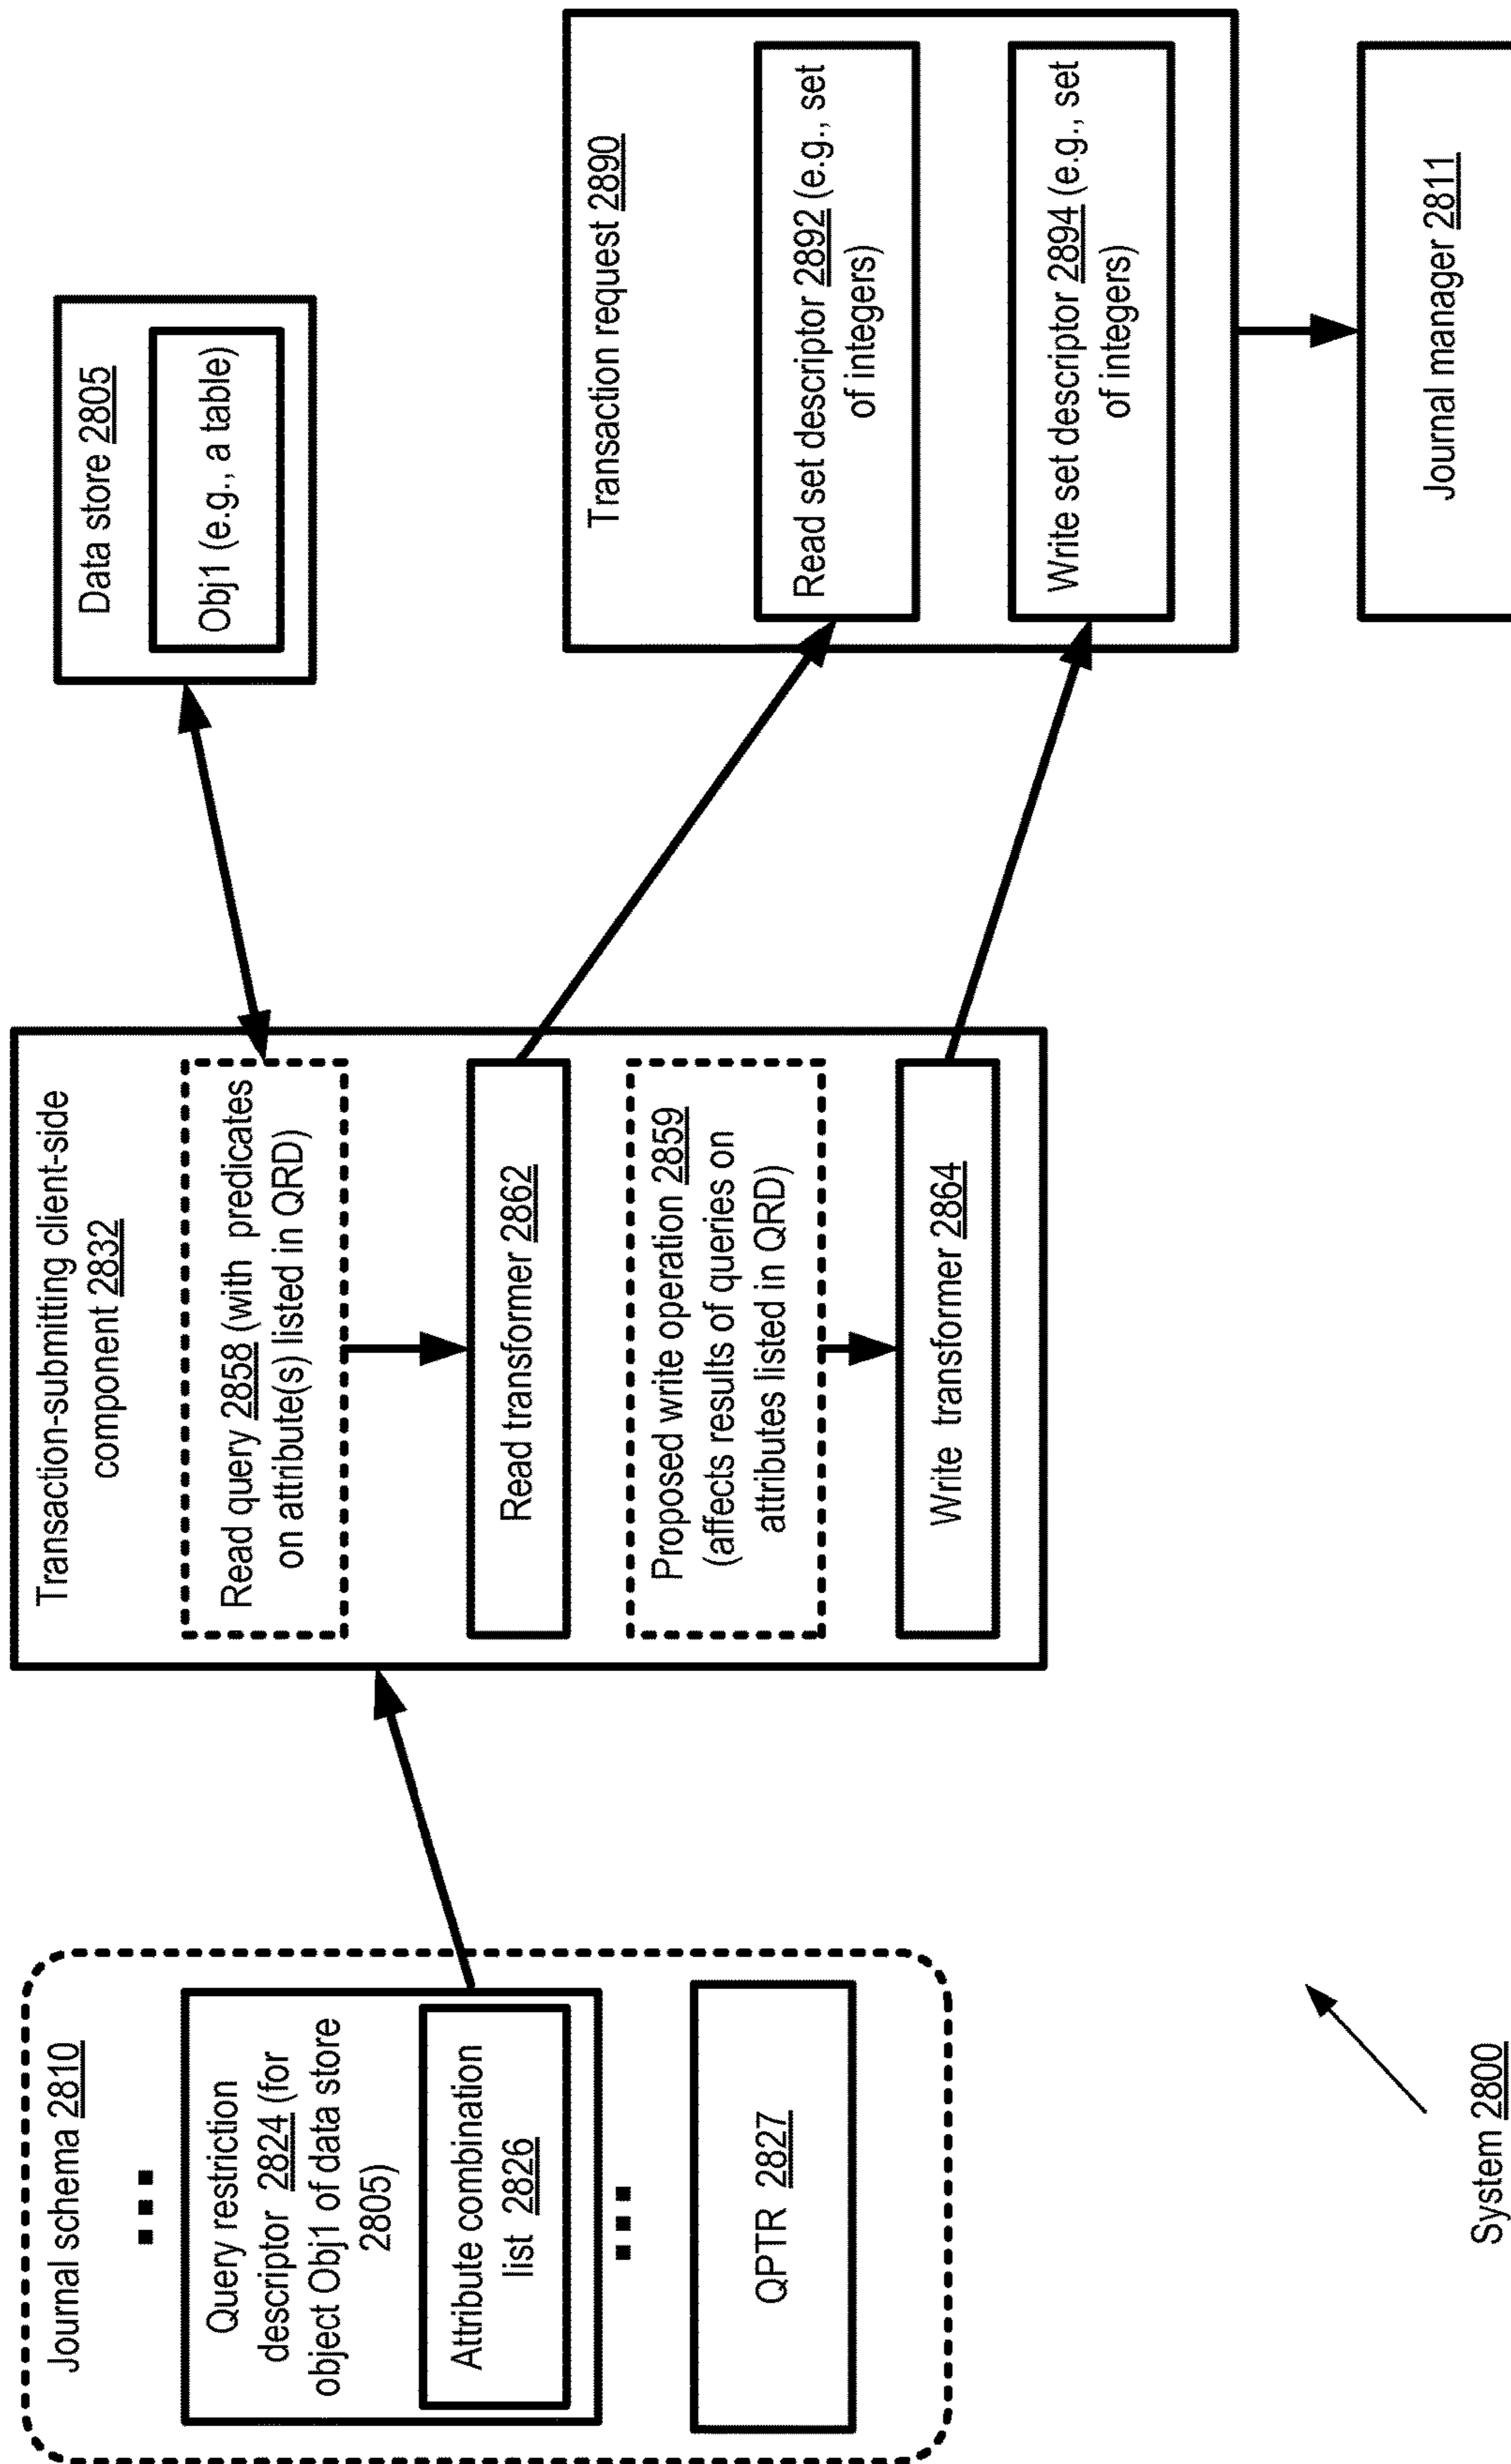 Journal schema 2810
Query restriction
descriptor 2824 (for
object Obj1 of data store
2805)
Attribute combination
list 2826
QPTR 2827
Transaction-submitting client-side
component 2832
Read query 2858 (with predicates
on attribute(s) listed in QRD)
Read transformer 2862
Proposed write operation 2859
(affects results of queries on
attributes listed in QRD)
Write transformer 2864
Data store 2805
Obj1 (e.g., a table)
Transaction request 2890
Read set descriptor 2892 (e.g., set
of integers)
Write set descriptor 2894 (e.g., set
of integers)
Journal manager 2811
System 2800